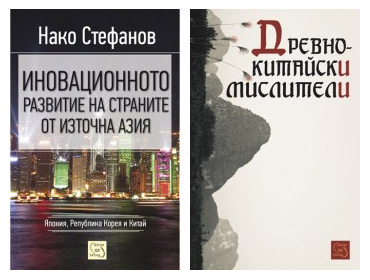 Нако Стефанов
ИНОВАЦИОННОТО
РАЗВИТИЕ НА СТРАНИТЕ
ОТ ИЗТОЧНА АЗИЯ
Япония, Република Корея и Китай
ДРЕВНО-
КИТАЙСКИ
МИСЛИТЕЛИ